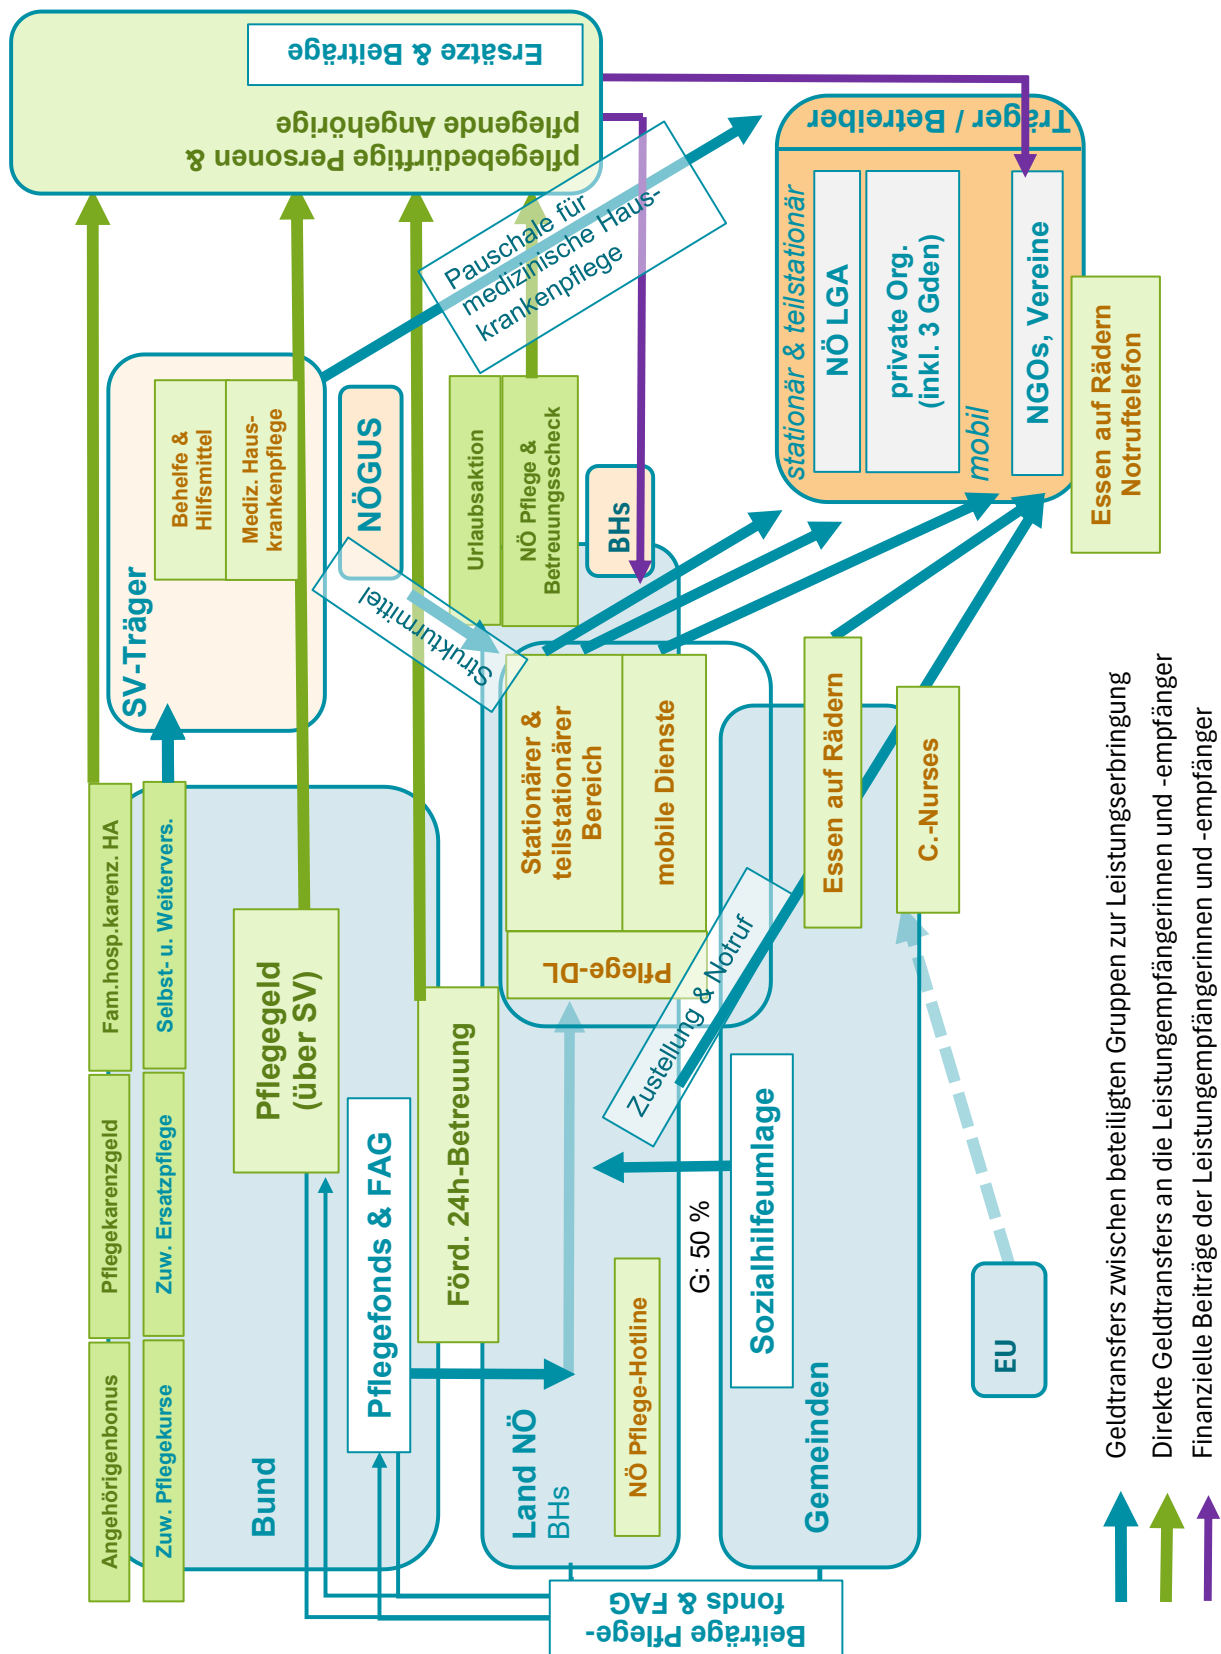 Angehörigenbonus
Pflegekarenzgeld
Fam.hosp.karenz. HA
Zuw. Pflegekurse
Zuw. Ersatzpflege
Selbst- u. Weitervers.
Bund
Pflegegeld
(über SV)
Pflegefonds & FAG
Förd. 24h-Betreuung
SV-Träger
Behelfe &
Hilfsmittel
Mediz. Haus-
krankenpflege
NÖGUS
Strukturmittel
Urlaubsaktion
NÖ Pflege &
Betreuungsscheck
BHs
pflegebedürftige Personen &
pflegende Angehörige
Ersätze & Beiträge
Pauschale für
medizinische Haus-
krankenpflege
Land NÖ
BHs
NÖ Pflege-Hotline
Pflege-DL
Stationärer &
teilstationärer
Bereich
mobile Dienste
Zustellung & Notruf
G: 50 %
Gemeinden
Sozialhilfeumlage
Essen auf Rädern
C.-Nurses
EU
Beiträge Pflege-
fonds & FAG
Träger / Betreiber
stationär & teilstationär
NÖ LGA
private Org.
(inkl. 3 Gden)
mobil
NGOs, Vereine
Essen auf Rädern
Notruftelefon
Geldtransfers zwischen beteiligten Gruppen zur Leistungserbringung
Direkte Geldtransfers an die Leistungempfängerinnen und -empfänger
Finanzielle Beiträge der Leistungempfängerinnen und -empfänger